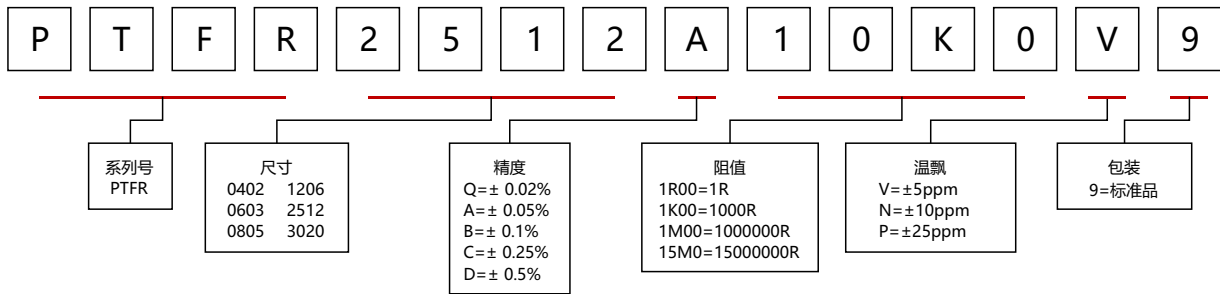 P T F R 2 5 1 2 A 1 0 K 0 V 9
系列号
PTFR
尺寸
0402 1206
0603 2512
0805 3020
精度
Q=± 0.02%
A=± 0.05%
B=± 0.1%
C=± 0.25%
D=± 0.5%
阻值
1R00=1R
1K00=1000R
1M00=1000000R
15M0=15000000R
温飘
V=±5ppm
N=±10ppm
P=±25ppm
包装
9=标准品